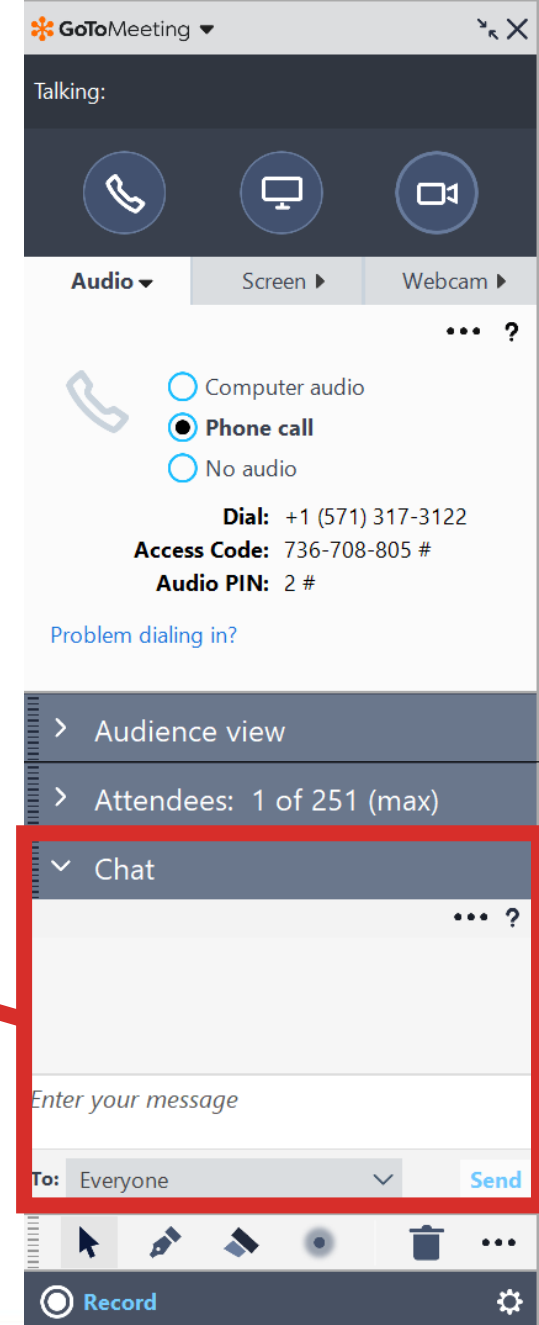 GoToMeeting
Talking:
Audio Screen Webcam
... ?
Computer audio
Phone call
No audio
Dial: +1 (571) 317-3122
Access Code: 736-708-805 #
Audio PIN: 2 #
Problem dialing in?
Audience view
Attendees: 1 of 251 (max)
Chat
... ?
Enter your message
To: Everyone Send
...
Record